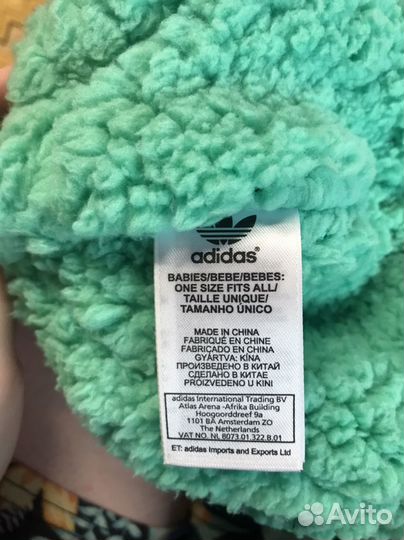 adidas®
BABIES/BEBE/BEBES:
ONE SIZE FITS ALL/
TAILLE UNIQUE/
TAMANHO ÚNICO
MADE IN CHINA
FABRIQUÉ EN CHINE
FABRICADO EN CHINA
GYÁRTVA: KÍNA
ПРОИЗВЕДЕНО В КИТАЙ
СДЕЛАНО В КИТАЕ
PROIZVEDENO U KINI
adidas International Trading BV
Atlas Arena -Afrika Building
Hoogoorddreef 9a
1101 BA Amsterdam ZO
The Netherlands
VAT NO. NL 8073.01.322.B.01
ET: adidas Imports and Exports Ltd
Avito